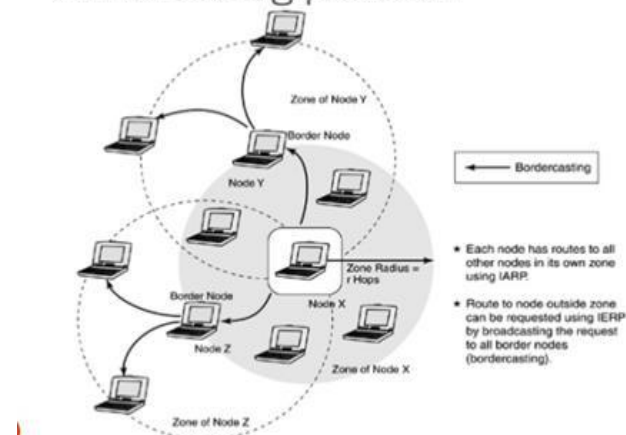 Zone of Node Y
Border Node
Node Y
Bordercasting
Zone Radius =
r Hops
Node X
Border Node
Node Z
Zone of Node X
Zone of Node Z
★ Each node has routes to all
other nodes in its own zone
using IARP.
★ Route to node outside zone
can be requested using IERP
by broadcasting the request
to all border nodes
(bordercasting).